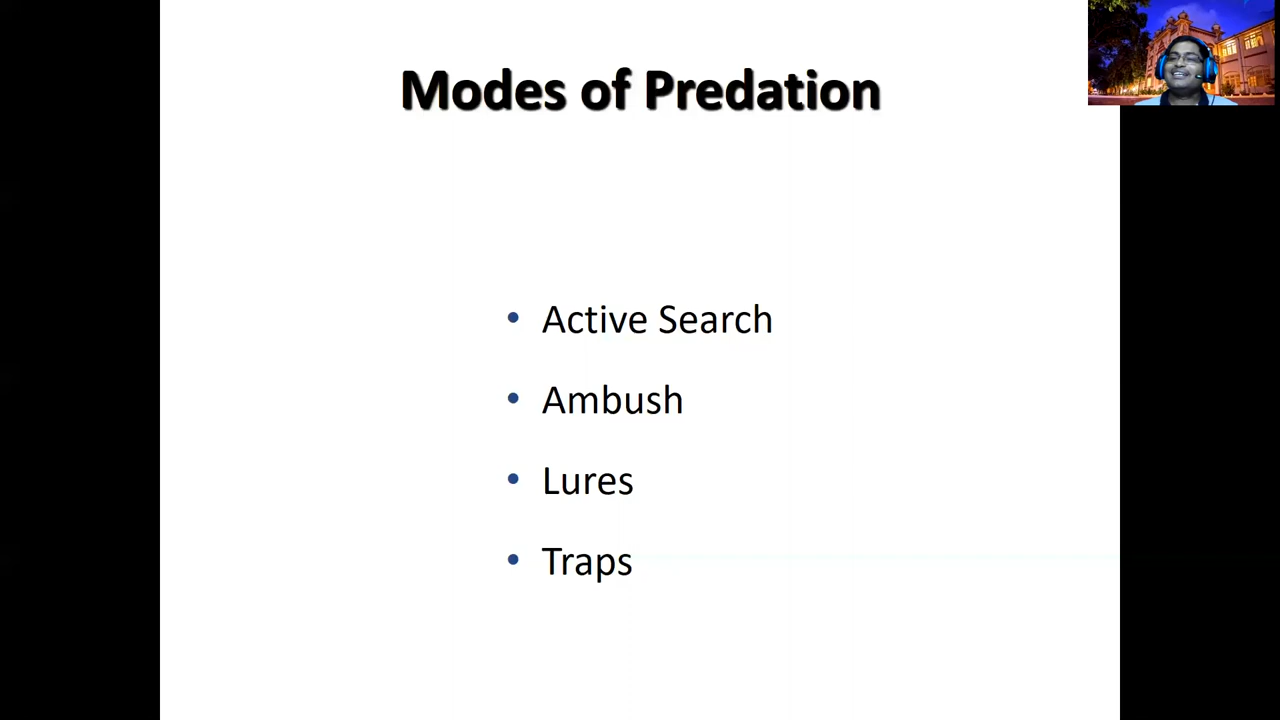 Modes of Predation
• Active Search
• Ambush
• Lures
• Traps